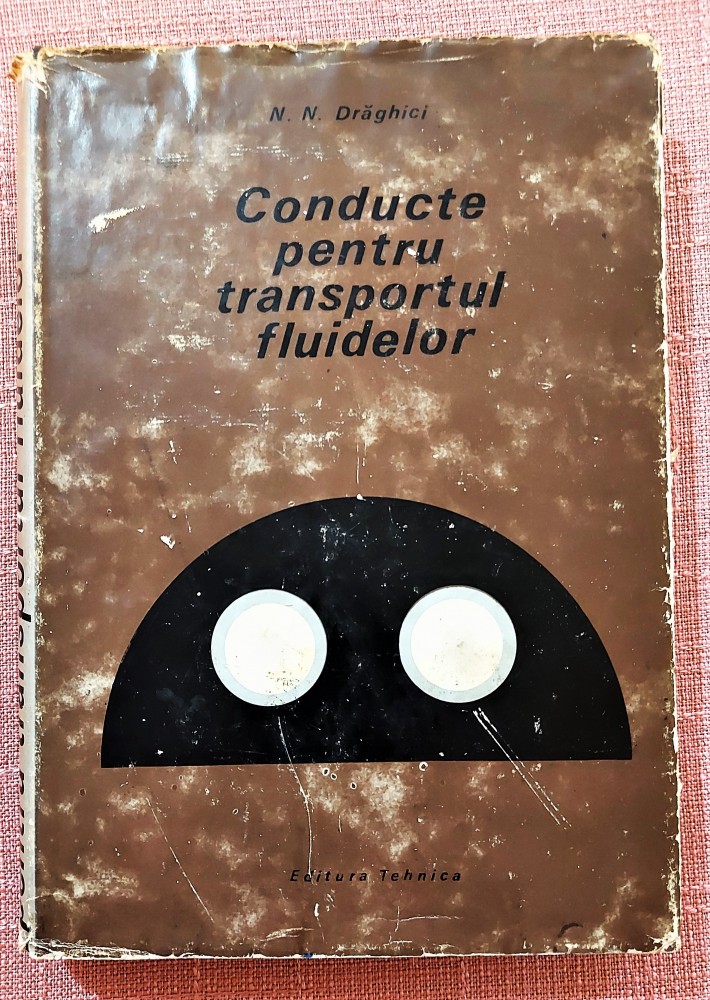 N. N. Drăghici
Conducte
pentru
transportul
fluidelor
Editura Tehnica